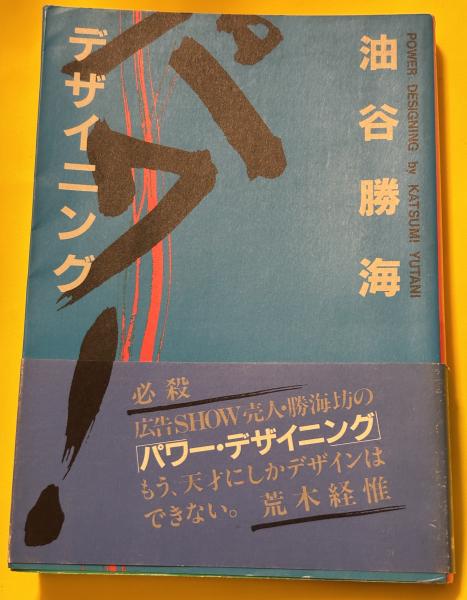 パワー
デザイニング
油谷勝海
POWER DESIGNING by KATSUMI YUTANI
必殺
広告SHOW売人・勝海坊の
「パワー・デザイニング」
もう、天才にしかデザインは
できない。 荒木経惟